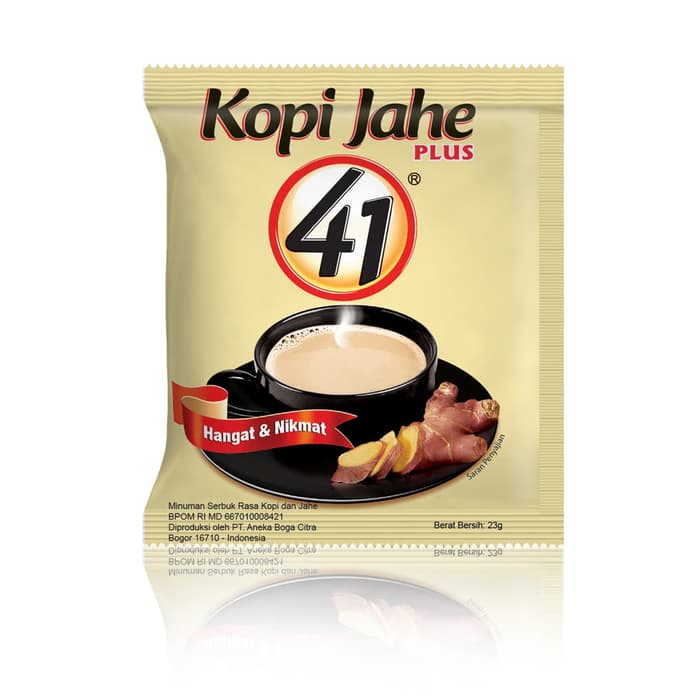 Kopi Jahe
PLUS
41®
Hangat & Nikmat
Saran Penyajian
Minuman Serbuk Rasa Kopi dan Jahe
BPOM RI MD 667010008421
Diproduksi oleh PT. Aneka Boga Citra
Bogor 16710 - Indonesia
Berat Bersih: 23g